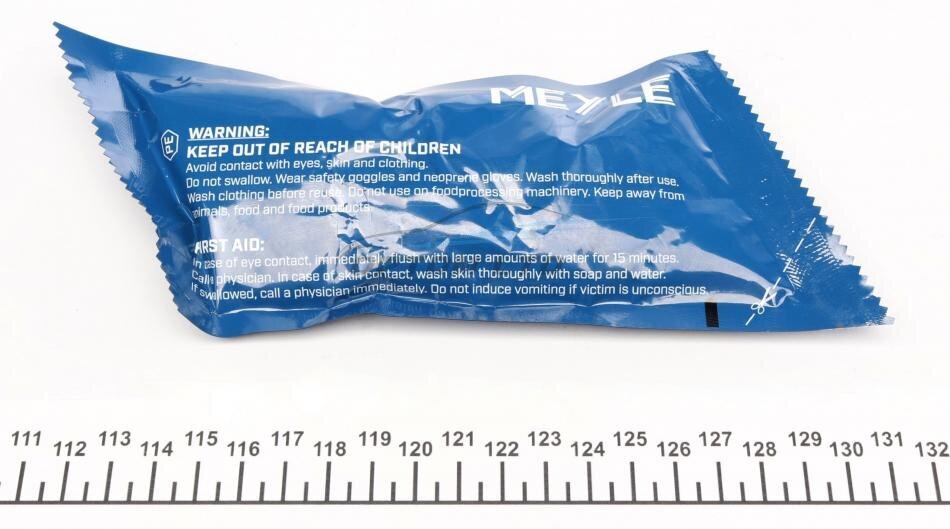 MEYLE
PE
WARNING:
KEEP OUT OF REACH OF CHILDREN
Avoid contact with eyes, skin and clothing.
Do not swallow. Wear safety goggles and neoprene gloves. Wash thoroughly after use.
Wash clothing before reuse. Do not use on foodprocessing machinery. Keep away from
animals, food and food products.
FIRST AID:
In case of eye contact, immediately flush with large amounts of water for 15 minutes.
Call a physician. In case of skin contact, wash skin thoroughly with soap and water.
If swallowed, call a physician immediately. Do not induce vomiting if victim is unconscious.
111 112 113 114 115 116 117 118 119 120 121 122 123 124 125 126 127 128 129 130 131 132